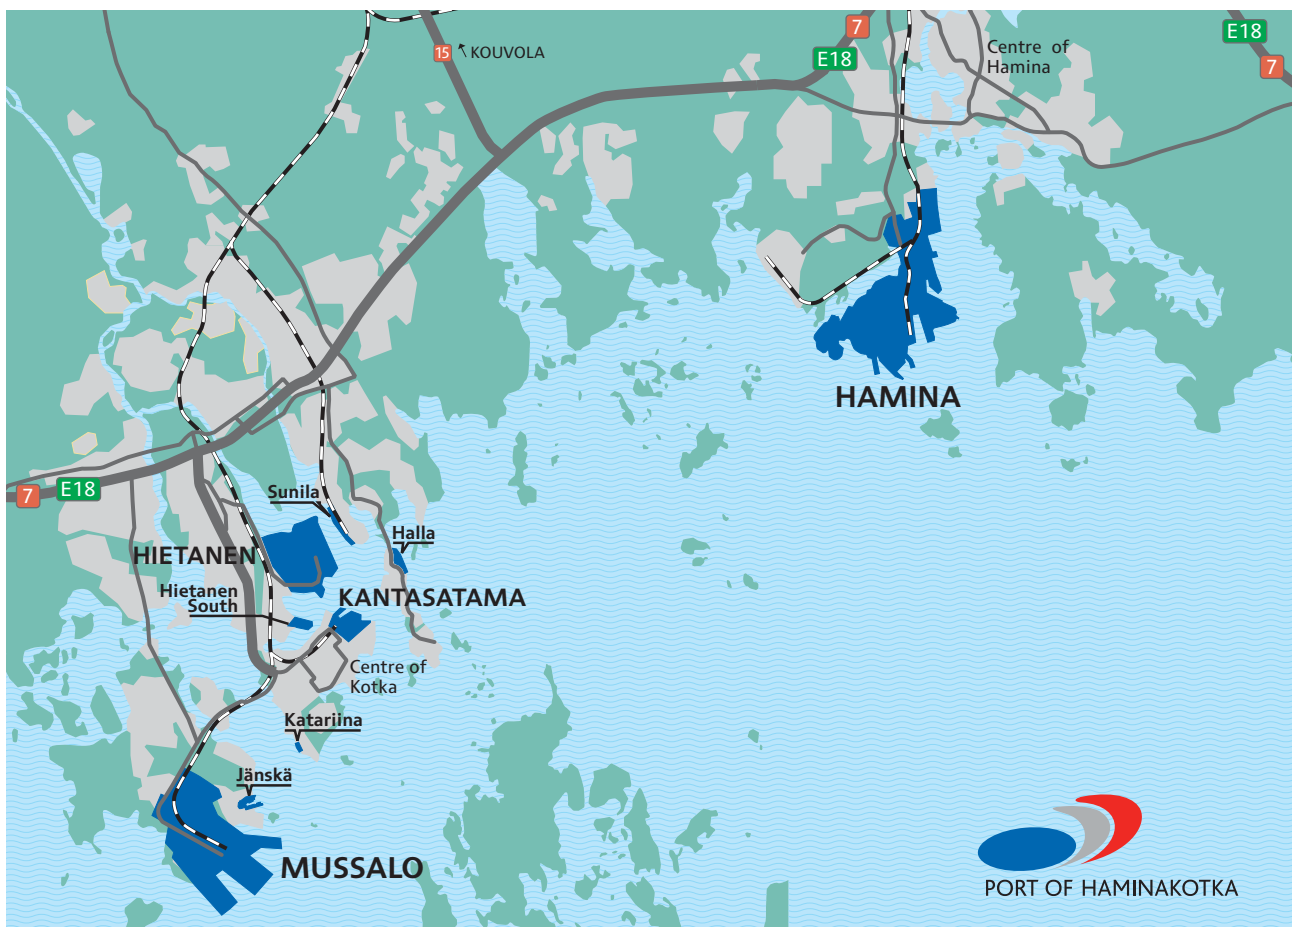 7
E18
E18
7
15
KOUVOLA
Centre of
Hamina
HAMINA
7
E18
Sunila
Halla
HIETANEN
Hietanen
South
KANTASATAMA
Centre of
Kotka
Katariina
Jänskä
MUSSALO
PORT OF HAMINAKOTKA